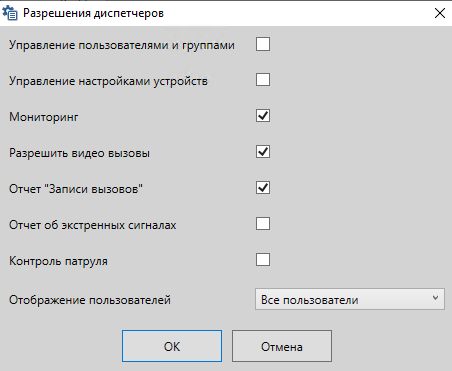 Разрешения диспетчеров
Управление пользователями и группами
Управление настройками устройств
Мониторинг
Разрешить видео вызовы
Отчет "Записи вызовов"
Отчет об экстренных сигналах
Контроль патруля
Отображение пользователей Все пользователи
OK Отмена